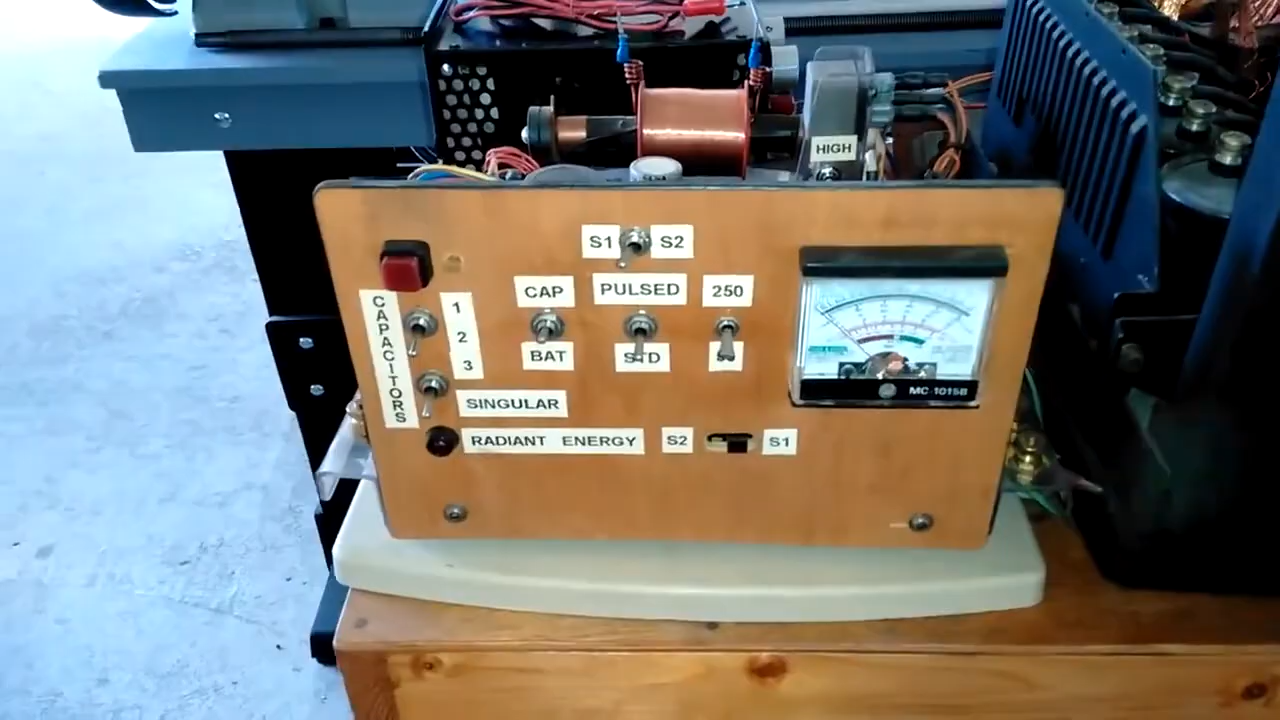 HIGH
S1 S2
CAP PULSED 250
BAT STD
CAPACITORS
1
2
3
SINGULAR
RADIANT ENERGY S2 S1
MC-1015B